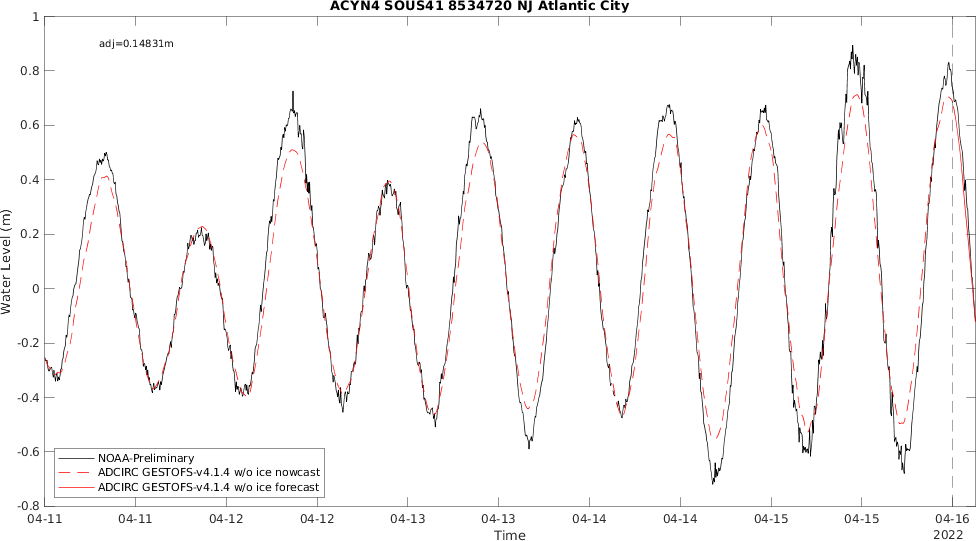 ACYN4 SOUS41 8534720 NJ Atlantic City
adj=0.14831m
1
0.8
0.6
0.4
0.2
0
-0.2
-0.4
-0.6
-0.8
Water Level (m)
NOAA-Preliminary
ADCIRC GESTOFS-v4.1.4 w/o ice nowcast
ADCIRC GESTOFS-v4.1.4 w/o ice forecast
04-11 04-11 04-12 04-12 04-13 04-13 04-14 04-14 04-15 04-15 04-16
Time
2022